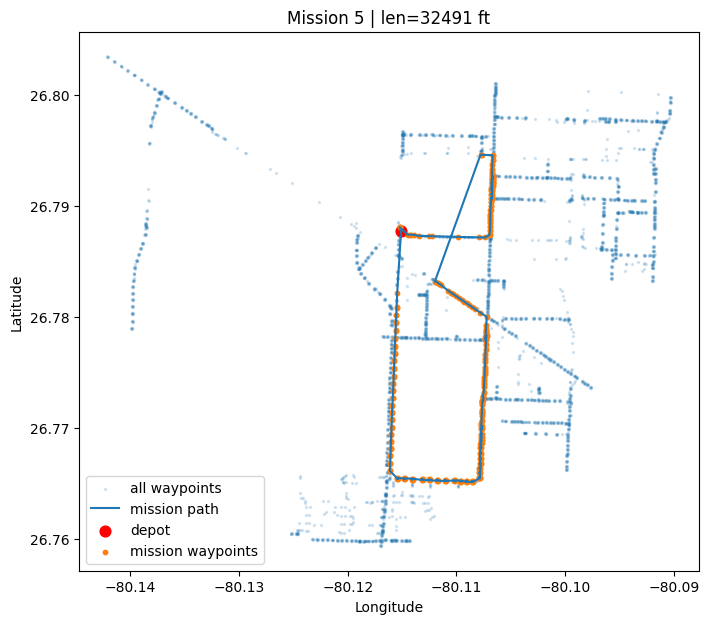 Mission 5 | len=32491 ft
Latitude
26.80
26.79
26.78
26.77
26.76
all waypoints
mission path
depot
mission waypoints
−80.14 −80.13 −80.12 −80.11 −80.10 −80.09
Longitude